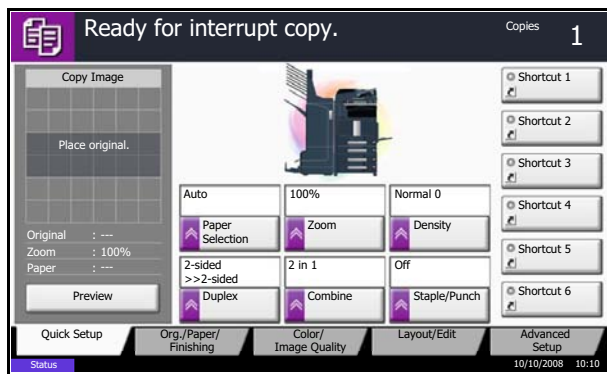 Ready for interrupt copy.
Copies
1
Copy Image
Place original.
Original : ---
Zoom : 100%
Paper : ---
Preview
Auto
Paper
Selection
100%
Zoom
Normal 0
Density
2-sided
>>2-sided
Duplex
2 in 1
Combine
Off
Staple/Punch
Shortcut 1
Shortcut 2
Shortcut 3
Shortcut 4
Shortcut 5
Shortcut 6
Quick Setup
Org./Paper/
Finishing
Color/
Image Quality
Layout/Edit
Advanced
Setup
Status
10/10/2008 10:10